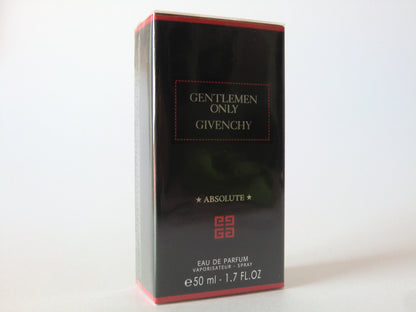 GENTLEMEN
ONLY
GIVENCHY
★ ABSOLUTE ★
EAU DE PARFUM
VAPORISATEUR - SPRAY
℮50 ml - 1.7 FL.OZ